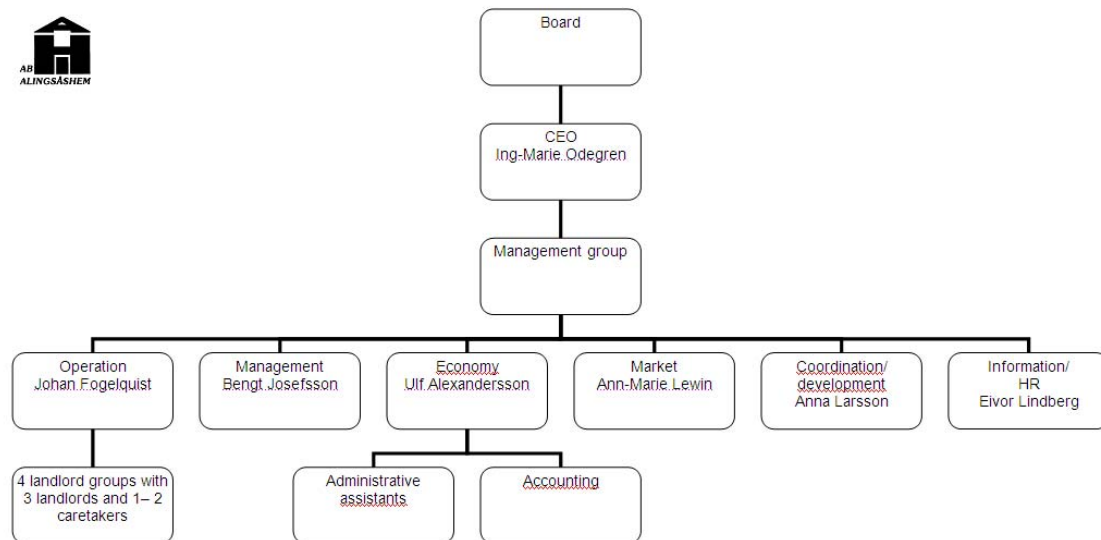 AB
ALINGSÅSHEM
Board
CEO
Ing-Marie Odegren
Management group
Operation
Johan Fogelquist
Management
Bengt Josefsson
Economy
Ulf Alexandersson
Market
Ann-Marie Lewin
Coordination/
development
Anna Larsson
Information/
HR
Eivor Lindberg
4 landlord groups with
3 landlords and 1– 2
caretakers
Administrative
assistants
Accounting